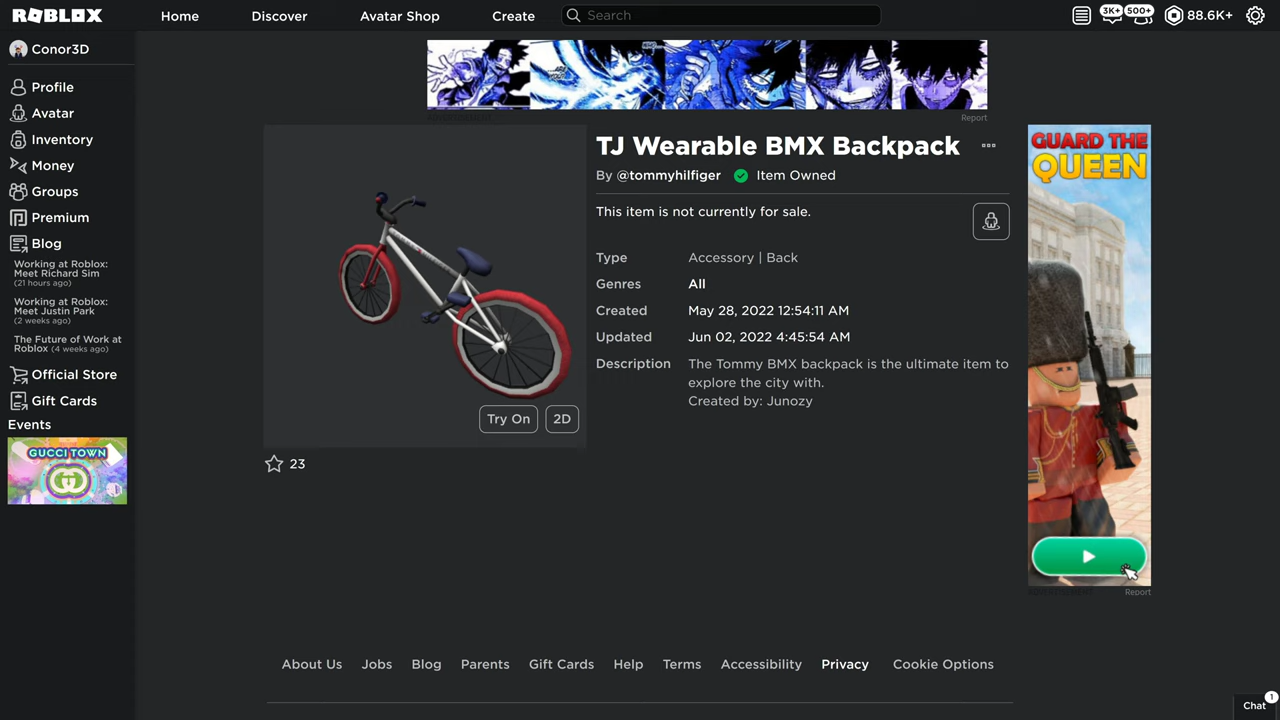 ROBLOX
Home
Discover
Avatar Shop
Create
Search
3K+
500+
88.6K+
Conor3D
Profile
Avatar
Inventory
Money
Groups
Premium
Blog
Working at Roblox:
Meet Richard Sim
(21 hours ago)
Working at Roblox:
Meet Justin Park
(2 weeks ago)
The Future of Work at
Roblox (4 weeks ago)
Official Store
Gift Cards
Events
GUCCI TOWN
ADVERTISEMENT
Report
TJ Wearable BMX Backpack
By @tommyhilfiger
Item Owned
This item is not currently for sale.
Type
Accessory | Back
Genres
All
Created
May 28, 2022 12:54:11 AM
Updated
Jun 02, 2022 4:45:54 AM
Description
The Tommy BMX backpack is the ultimate item to
explore the city with.
Created by: Junozy
Try On
2D
23
GUARD THE
QUEEN
ADVERTISEMENT
Report
About Us
Jobs
Blog
Parents
Gift Cards
Help
Terms
Accessibility
Privacy
Cookie Options
Chat
1